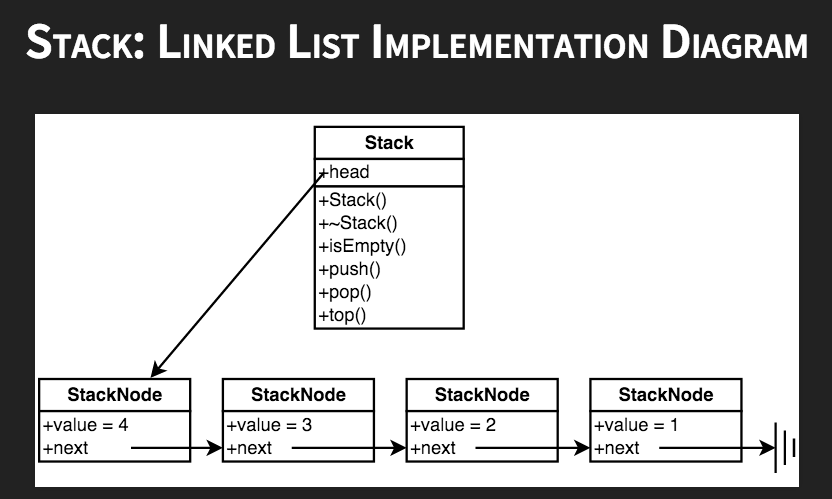 Stack: Linked List Implementation Diagram
Stack
+head
+Stack()
+~Stack()
+isEmpty()
+push()
+pop()
+top()
StackNode
+value = 4
+next
StackNode
+value = 3
+next
StackNode
+value = 2
+next
StackNode
+value = 1
+next